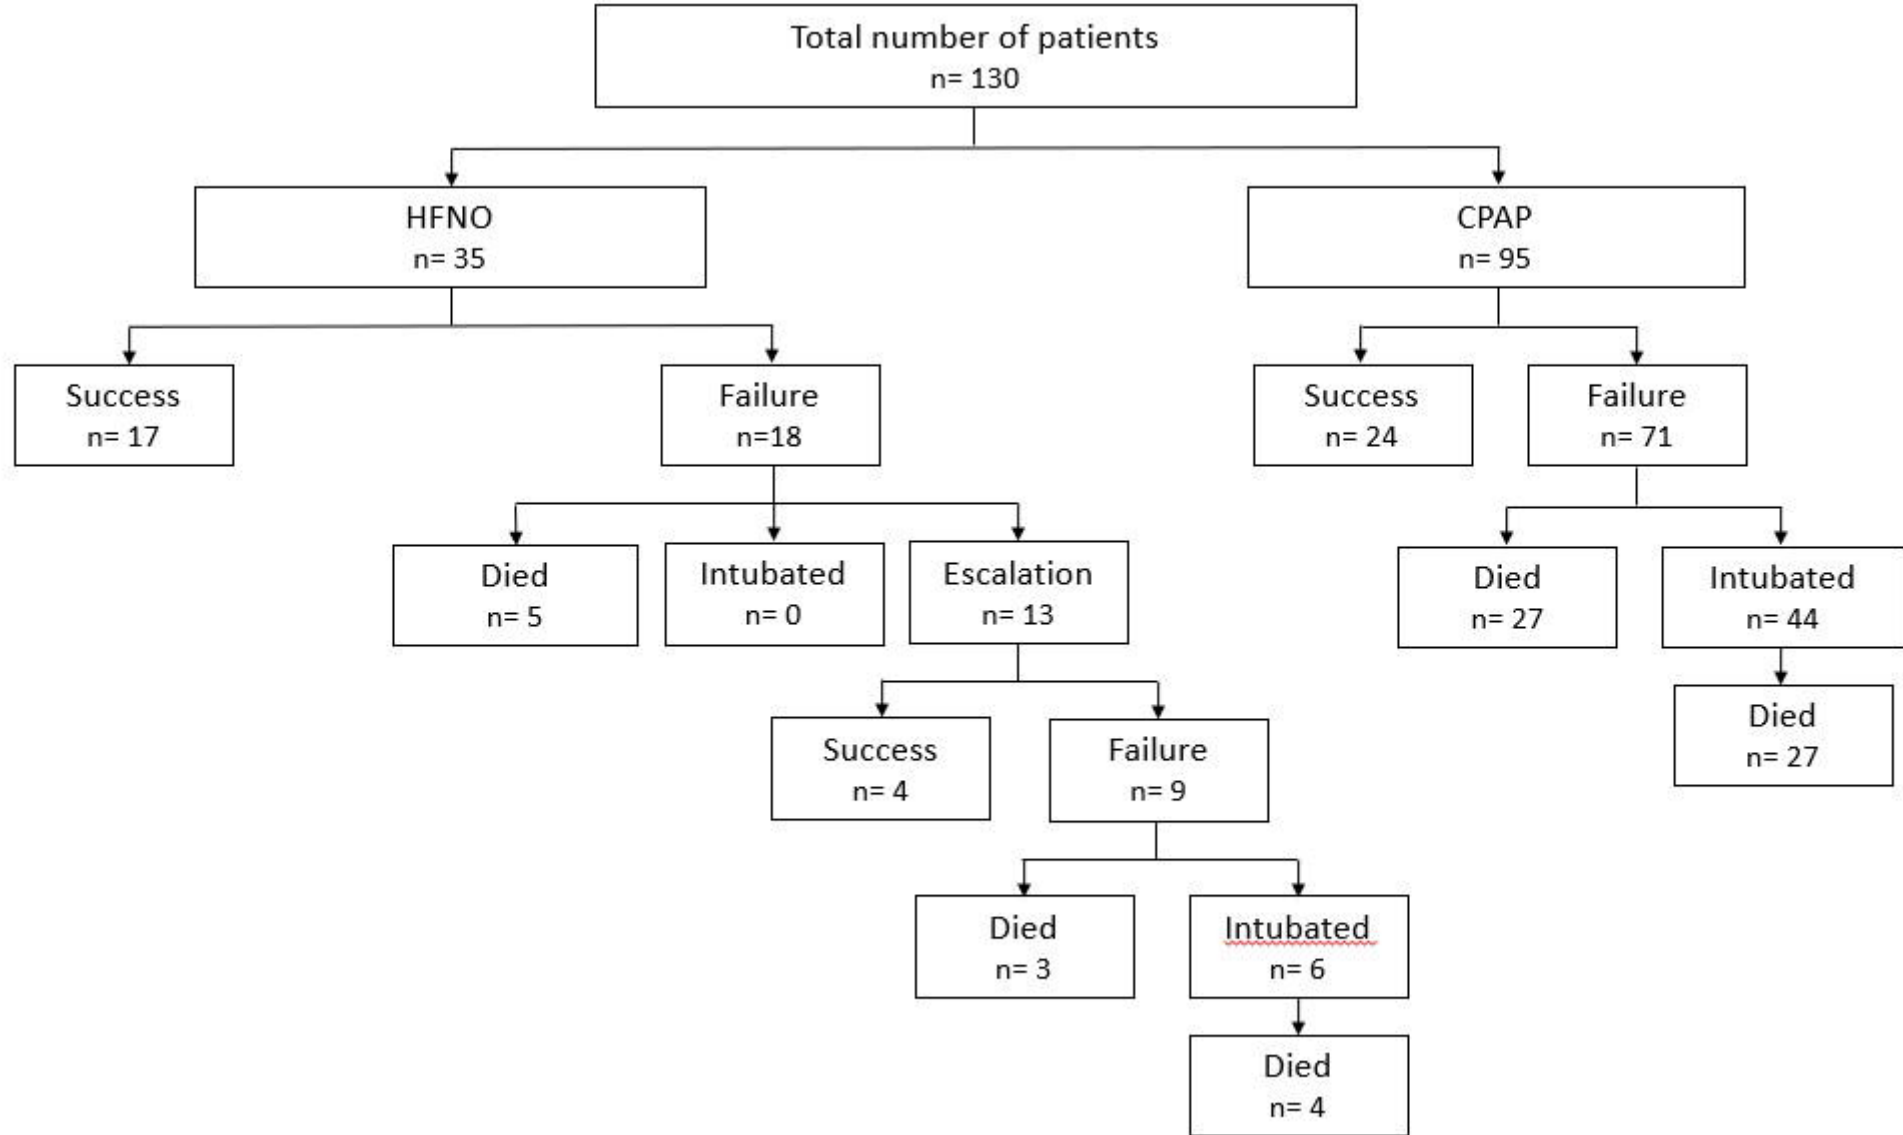 Total number of patients
n= 130
HFNO
n= 35
CPAP
n= 95
Success
n= 17
Failure
n=18
Success
n= 24
Failure
n= 71
Died
n= 5
Intubated
n= 0
Escalation
n= 13
Died
n= 27
Intubated
n= 44
Success
n= 4
Failure
n= 9
Died
n= 27
Died
n= 3
Intubated
n= 6
Died
n= 4